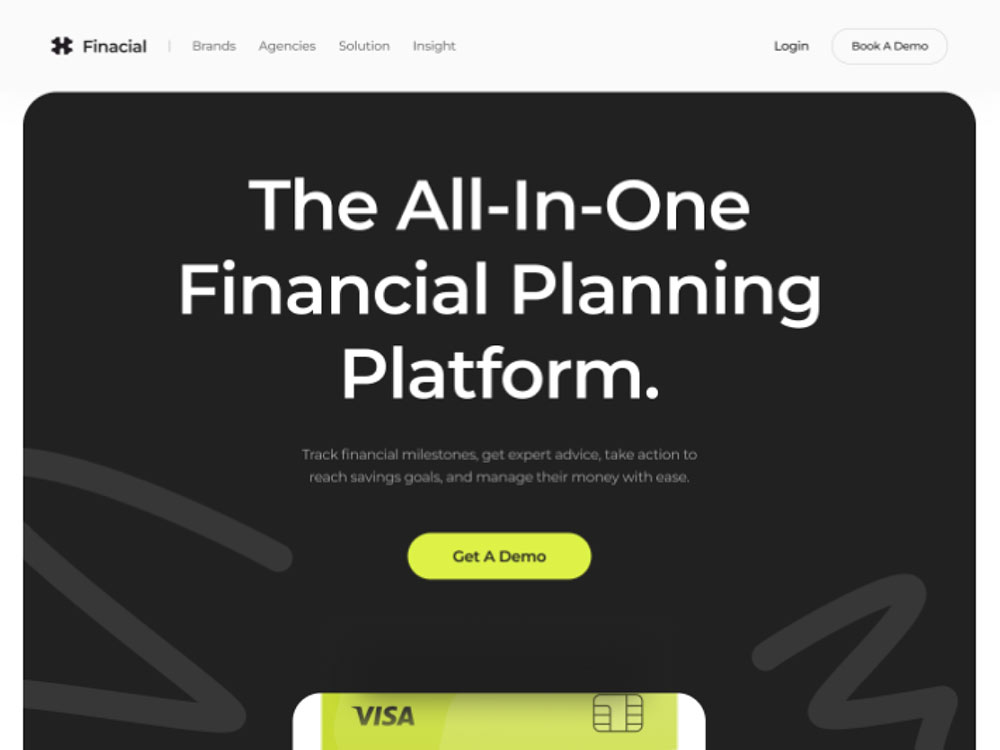 Finacial | Brands Agencies Solution Insight Login Book A Demo
The All-In-One
Financial Planning
Platform.
Track financial milestones, get expert advice, take action to
reach savings goals, and manage their money with ease.
Get A Demo
VISA